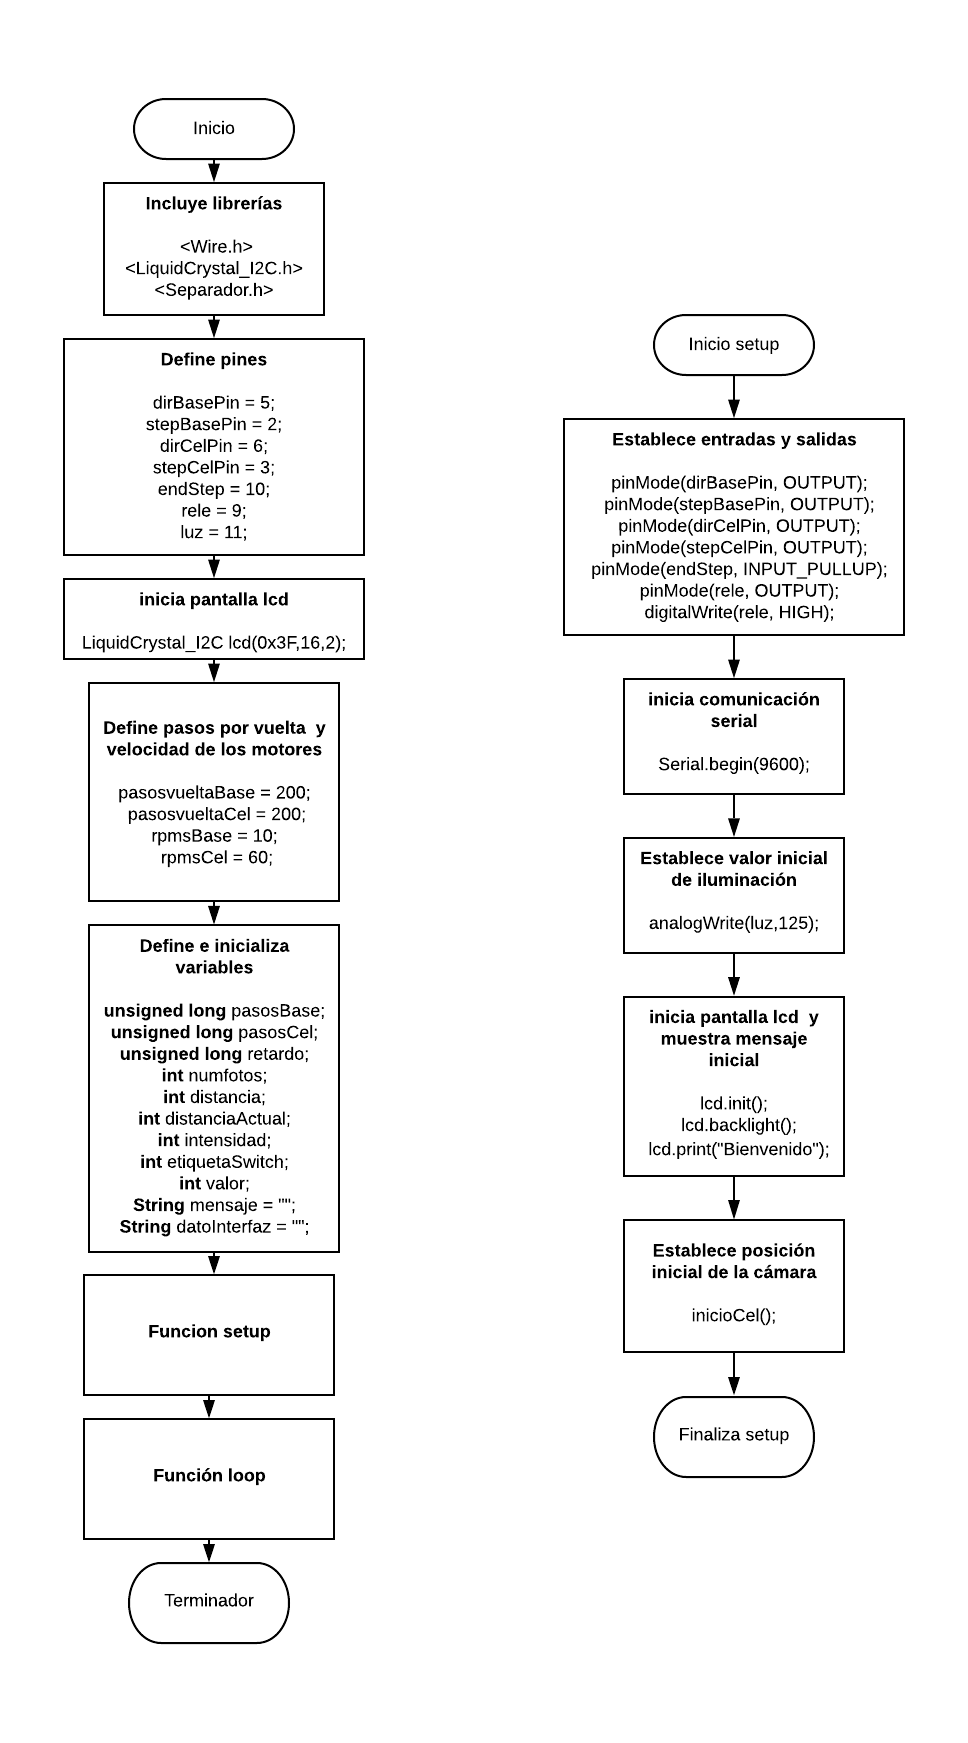 Inicio
Incluye librerías
<Wire.h>
<LiquidCrystal_I2C.h>
<Separador.h>
Define pines
dirBasePin = 5;
stepBasePin = 2;
dirCelPin = 6;
stepCelPin = 3;
endStep = 10;
rele = 9;
luz = 11;
inicia pantalla lcd
LiquidCrystal_I2C lcd(0x3F,16,2);
Define pasos por vuelta  y
velocidad de los motores
pasosvueltaBase = 200;
pasosvueltaCel = 200;
rpmsBase = 10;
rpmsCel = 60;
Define e inicializa
variables
unsigned long pasosBase;
unsigned long pasosCel;
unsigned long retardo;
int numfotos;
int distancia;
int distanciaActual;
int intensidad;
int etiquetaSwitch;
int valor;
String mensaje = "";
String datoInterfaz = "";
Funcion setup
Función loop
Terminador
Inicio setup
Establece entradas y salidas
pinMode(dirBasePin, OUTPUT);
pinMode(stepBasePin, OUTPUT);
pinMode(dirCelPin, OUTPUT);
pinMode(stepCelPin, OUTPUT);
pinMode(endStep, INPUT_PULLUP);
pinMode(rele, OUTPUT);
digitalWrite(rele, HIGH);
inicia comunicación
serial
Serial.begin(9600);
Establece valor inicial
de iluminación
analogWrite(luz,125);
inicia pantalla lcd  y
muestra mensaje
inicial
lcd.init();
lcd.backlight();
lcd.print("Bienvenido");
Establece posición
inicial de la cámara
inicioCel();
Finaliza setup